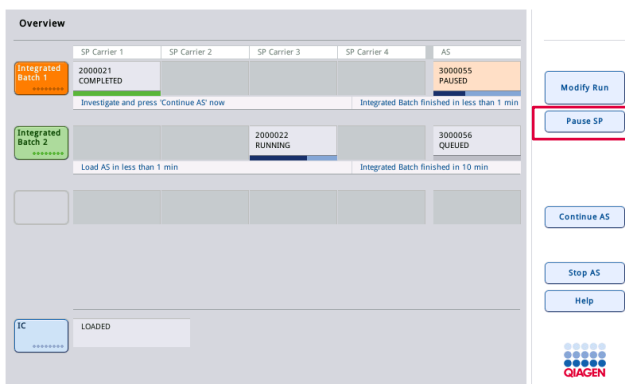 Overview
SP Carrier 1 SP Carrier 2 SP Carrier 3 SP Carrier 4 AS
Integrated
Batch 1
2000021
COMPLETED
3000055
PAUSED
Investigate and press 'Continue AS' now
Integrated Batch finished in less than 1 min
Integrated
Batch 2
2000022
RUNNING
3000056
QUEUED
Load AS in less than 1 min
Integrated Batch finished in 10 min
IC
LOADED
Modify Run
Pause SP
Continue AS
Stop AS
Help
QIAGEN